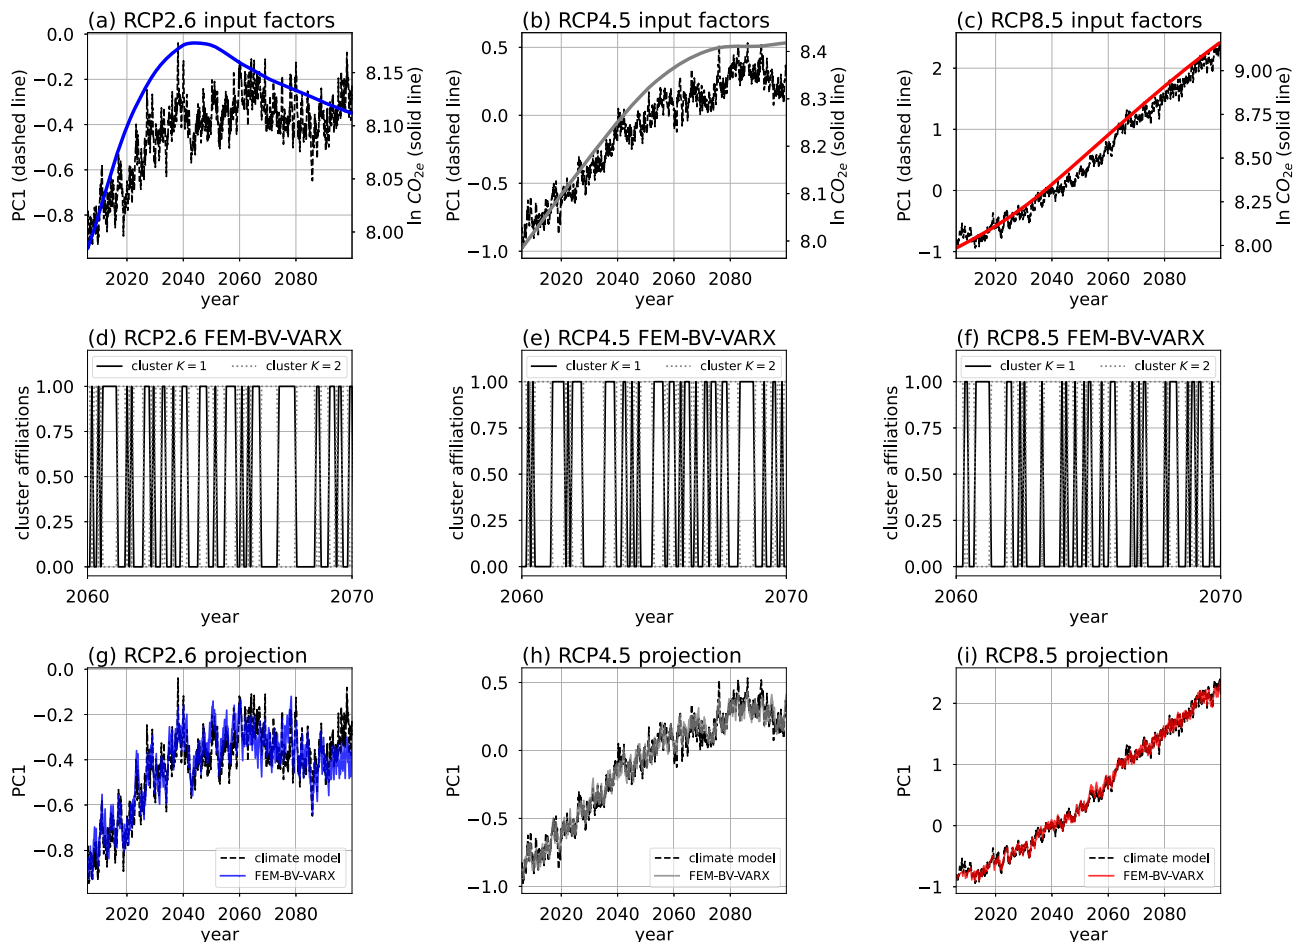 (a) RCP2.6 input factors
(b) RCP4.5 input factors
(c) RCP8.5 input factors
PC1 (dashed line)
0.0
−0.2
−0.4
−0.6
−0.8
8.15
8.10
8.05
8.00
ln CO2e (solid line)
2020 2040 2060 2080
year
PC1 (dashed line)
0.5
0.0
−0.5
−1.0
8.4
8.3
8.2
8.1
8.0
ln CO2e (solid line)
2020 2040 2060 2080
year
PC1 (dashed line)
2
1
0
−1
9.00
8.75
8.50
8.25
8.00
ln CO2e (solid line)
2020 2040 2060 2080
year
(d) RCP2.6 FEM-BV-VARX
(e) RCP4.5 FEM-BV-VARX
(f) RCP8.5 FEM-BV-VARX
cluster K = 1 cluster K = 2
cluster affiliations
1.00
0.75
0.50
0.25
0.00
2060 2070
year
cluster K = 1 cluster K = 2
cluster affiliations
1.00
0.75
0.50
0.25
0.00
2060 2070
year
cluster K = 1 cluster K = 2
cluster affiliations
1.00
0.75
0.50
0.25
0.00
2060 2070
year
(g) RCP2.6 projection
(h) RCP4.5 projection
(i) RCP8.5 projection
PC1
0.0
−0.2
−0.4
−0.6
−0.8
climate model
FEM-BV-VARX
2020 2040 2060 2080
year
PC1
0.5
0.0
−0.5
−1.0
climate model
FEM-BV-VARX
2020 2040 2060 2080
year
PC1
2
1
0
−1
climate model
FEM-BV-VARX
2020 2040 2060 2080
year